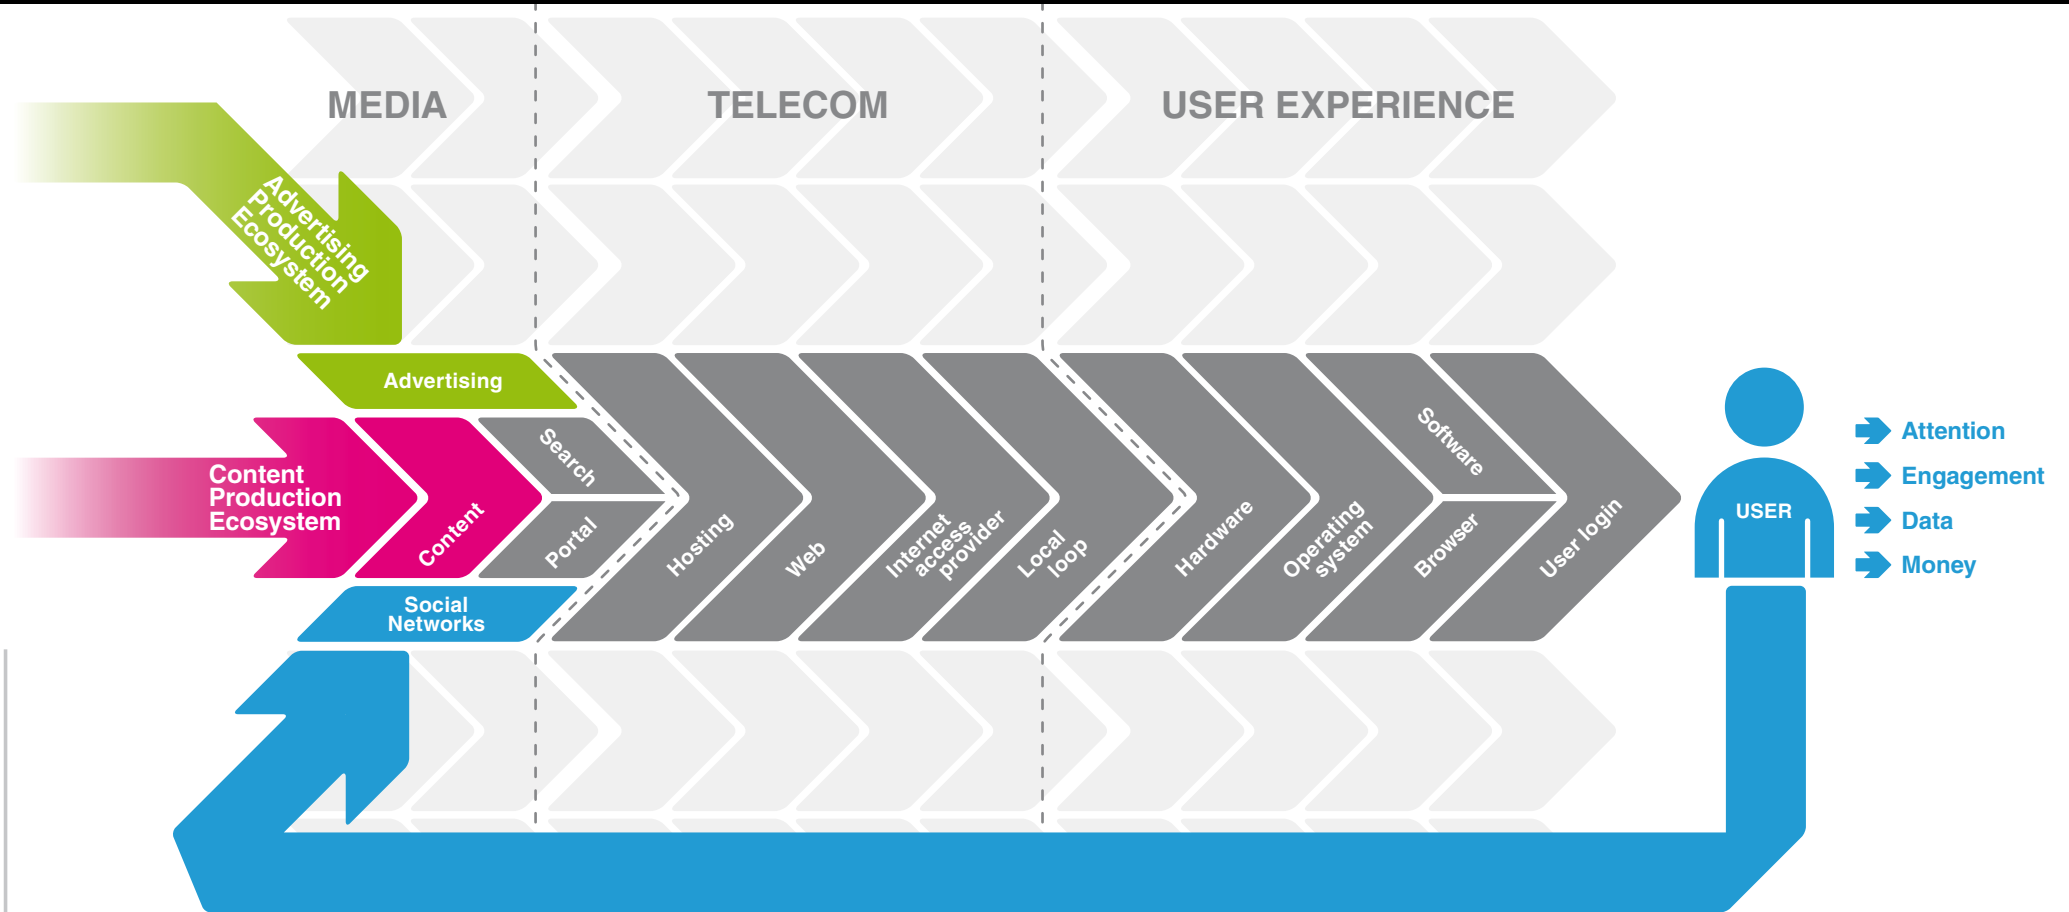 MEDIA
TELECOM
USER EXPERIENCE
Advertising
Production
Ecosystem
Advertising
Content
Production
Ecosystem
Content
Search
Portal
Social
Networks
Hosting
Web
Internet
access
provider
Local
loop
Hardware
Operating
system
Software
Browser
User login
USER
Attention
Engagement
Data
Money